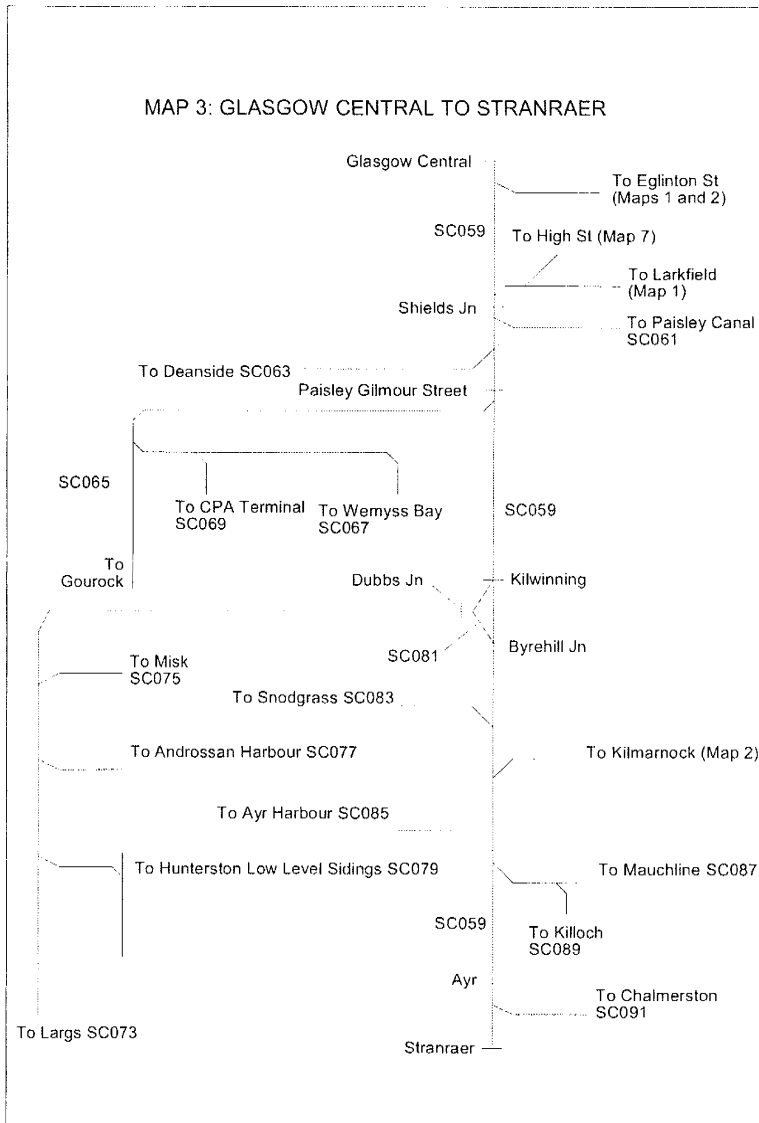 MAP 3: GLASGOW CENTRAL TO STRANRAER
Glasgow Central
To Eglinton St
(Maps 1 and 2)
SC059
To High St (Map 7)
To Larkfield
(Map 1)
Shields Jn
To Paisley Canal
SC061
To Deanside SC063
Paisley Gilmour Street
SC065
To CPA Terminal
SC069
To Wemyss Bay
SC067
SC059
To
Gourock
Dubbs Jn
Kilwinning
SC081
Byrehill Jn
To Misk
SC075
To Snodgrass SC083
To Androssan Harbour SC077
To Kilmarnock (Map 2)
To Ayr Harbour SC085
To Hunterston Low Level Sidings SC079
To Mauchline SC087
SC059
To Killoch
SC089
Ayr
To Chalmerston
SC091
To Largs SC073
Stranraer